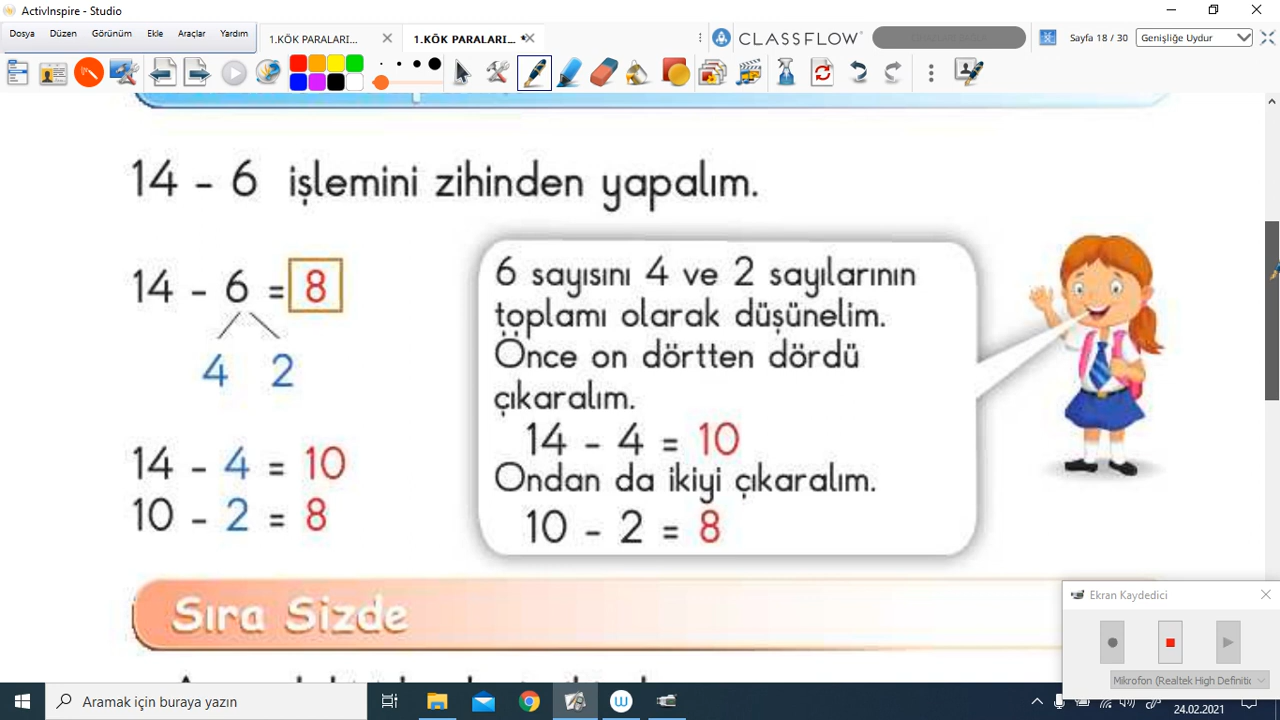 ActivInspire - Studio
Dosya Düzen Görünüm Ekle Araçlar Yardım
1.KÖK PARALARI...
1.KÖK PARALARI... *
CLASSFLOW
Sayfa 18 / 30
Genişliğe Uydur
14 - 6 işlemini zihinden yapalım.
14 - 6 = 8
4 2
14 - 4 = 10
10 - 2 = 8
6 sayısını 4 ve 2 sayılarının
toplamı olarak düşünelim.
Önce on dörtten dördü
çıkaralım.
14 - 4 = 10
Ondan da ikiyi çıkaralım.
10 - 2 = 8
Sıra Sizde
Ekran Kaydedici
Mikrofon (Realtek High Definitic
Aramak için buraya yazın
24.02.2021